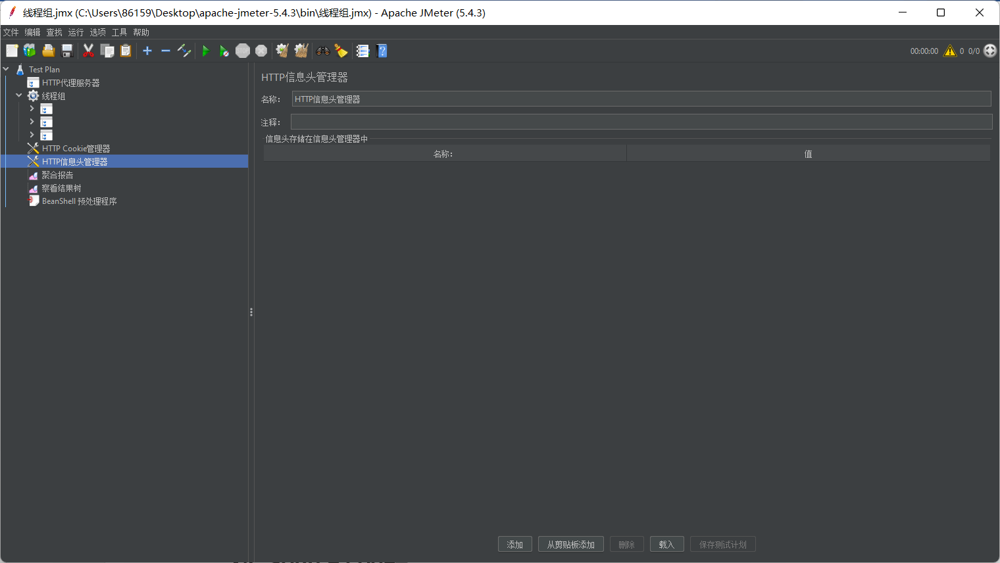 线程组.jmx (C:\Users\86159\Desktop\apache-jmeter-5.4.3\bin\线程组.jmx) - Apache JMeter (5.4.3)
文件 编辑 查找 运行 选项 工具 帮助
STOP
?
00:00:00 0 0/0
Test Plan
HTTP代理服务器
线程组
HTTP Cookie管理器
HTTP信息头管理器
聚合报告
察看结果树
BeanShell 预处理程序
HTTP信息头管理器
名称： HTTP信息头管理器
注释：
信息头存储在信息头管理器中
名称： 值
添加 从剪贴板添加 删除 载入 保存测试计划